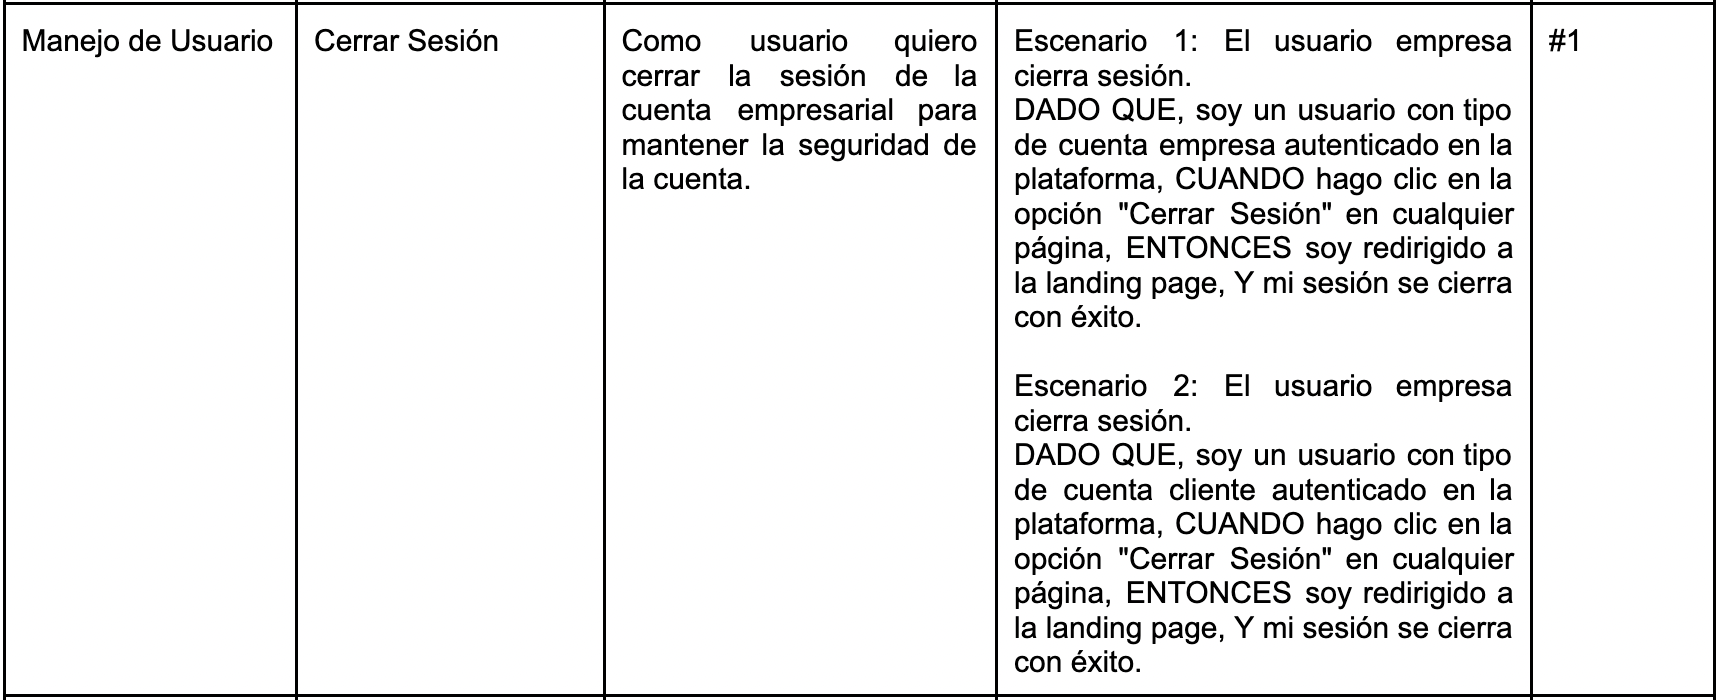 Manejo de Usuario
Cerrar Sesión
Como usuario quiero
cerrar la sesión de la
cuenta empresarial para
mantener la seguridad de
la cuenta.
Escenario 1: El usuario empresa
cierra sesión.
DADO QUE, soy un usuario con tipo
de cuenta empresa autenticado en la
plataforma, CUANDO hago clic en la
opción "Cerrar Sesión" en cualquier
página, ENTONCES soy redirigido a
la landing page, Y mi sesión se cierra
con éxito.
Escenario 2: El usuario empresa
cierra sesión.
DADO QUE, soy un usuario con tipo
de cuenta cliente autenticado en la
plataforma, CUANDO hago clic en la
opción "Cerrar Sesión" en cualquier
página, ENTONCES soy redirigido a
la landing page, Y mi sesión se cierra
con éxito.
#1